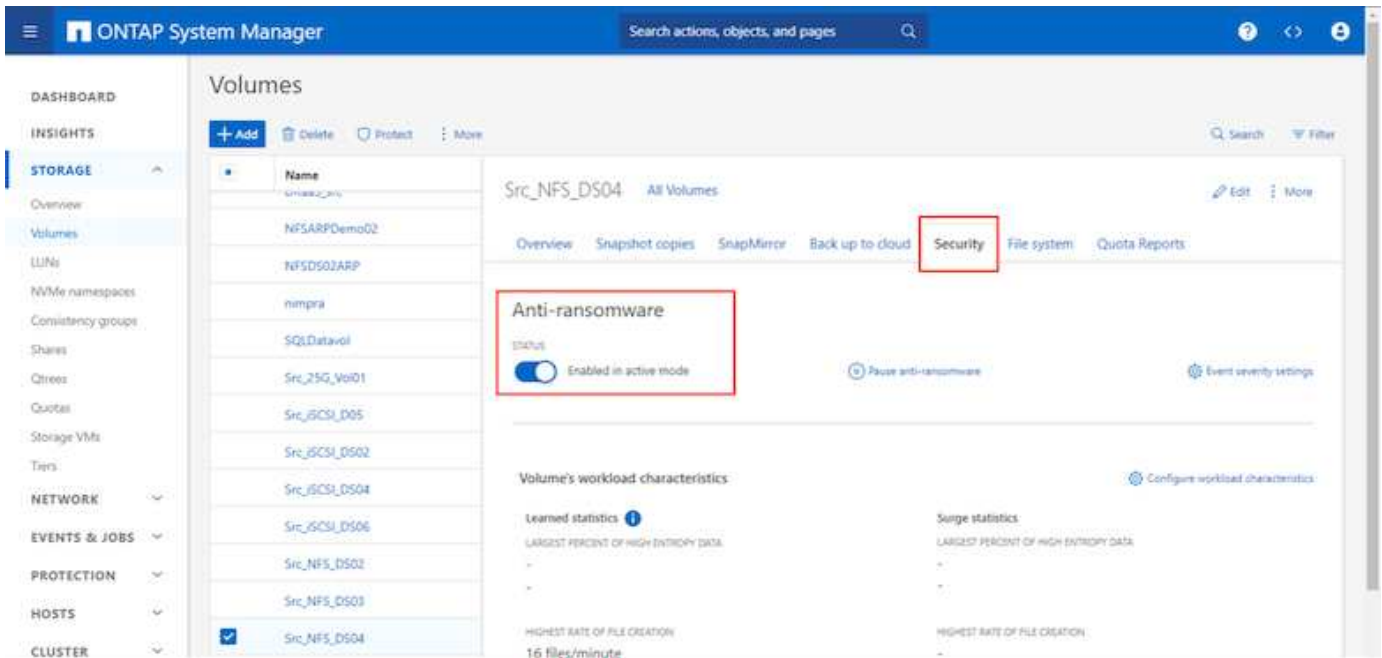 ONTAP System Manager
Search actions, objects, and pages
DASHBOARD
INSIGHTS
STORAGE
Overview
Volumes
LUNs
NVMe namespaces
Consistency groups
Shares
Qtrees
Quotas
Storage VMs
Tiers
NETWORK
EVENTS & JOBS
PROTECTION
HOSTS
CLUSTER
Volumes
+ Add Delete Protect More
Search Filter
Name
NFSARPDemo02
NFSDS02ARP
nimpra
SQLDatavol
Src_25G_Vol01
Src_iSCSI_D05
Src_iSCSI_DS02
Src_iSCSI_DS04
Src_iSCSI_DS06
Src_NFS_DS02
Src_NFS_DS03
Src_NFS_DS04
Src_NFS_DS04 All Volumes
Edit More
Overview Snapshot copies SnapMirror Back up to cloud Security File system Quota Reports
Anti-ransomware
STATUS
Enabled in active mode
Pause anti-ransomware
Event severity settings
Volume's workload characteristics
Configure workload characteristics
Learned statistics
LARGEST PERCENT OF HIGH ENTROPY DATA
-
-
HIGHEST RATE OF FILE CREATION
16 files/minute
Surge statistics
LARGEST PERCENT OF HIGH ENTROPY DATA
-
-
HIGHEST RATE OF FILE CREATION
-